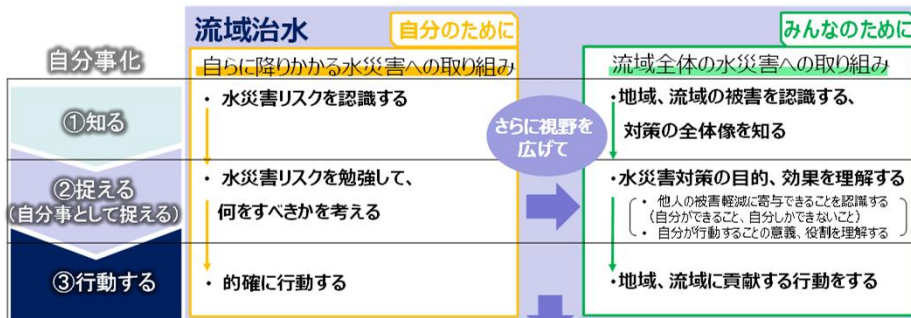 流域治水
自分のために
みんなのために
自分事化
自らに降りかかる水災害への取り組み
流域全体の水災害への取り組み
①知る
・ 水災害リスクを認識する
さらに視野を
広げて
・地域、流域の被害を認識する、
対策の全体像を知る
②捉える
(自分事として捉える)
・ 水災害リスクを勉強して、
何をすべきかを考える
・水災害対策の目的、効果を理解する
・ 他人の被害軽減に寄与できることを認識する
(自分ができること、自分しかできないこと)
・ 自分が行動することの意義、役割を理解する
③行動する
・ 的確に行動する
・地域、流域に貢献する行動をする